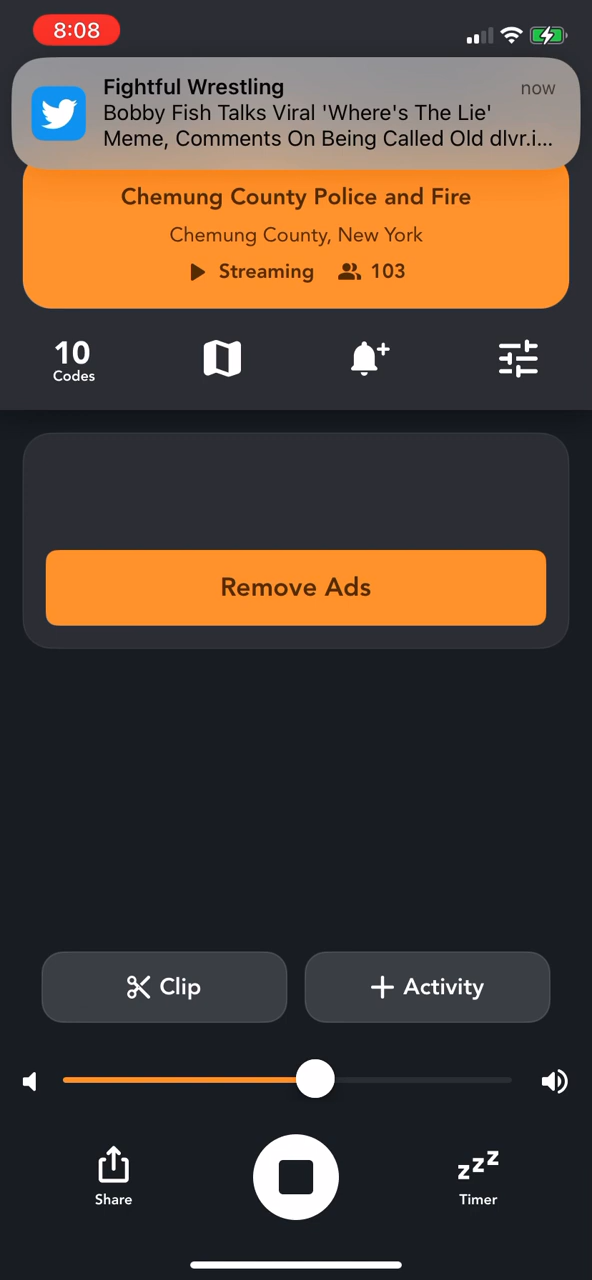 8:08
Fightful Wrestling
now
Bobby Fish Talks Viral 'Where's The Lie'
Meme, Comments On Being Called Old dlvr.i...
Chemung County Police and Fire
Chemung County, New York
Streaming 103
10
Codes
Remove Ads
Clip
Activity
Share
zzz
Timer